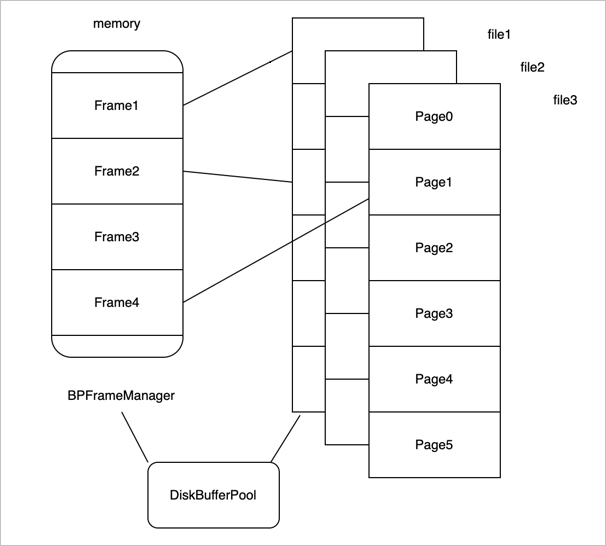 memory
file1
file2
file3
Frame1
Frame2
Frame3
Frame4
Page0
Page1
Page2
Page3
Page4
Page5
BPFrameManager
DiskBufferPool